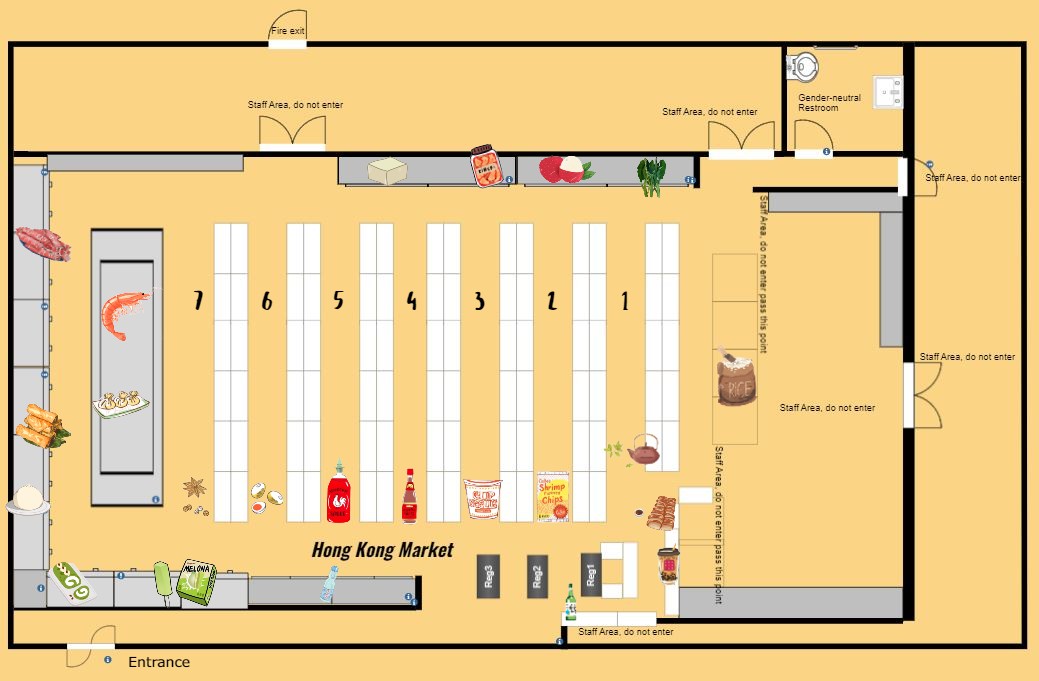 Fire exit
Staff Area, do not enter
Staff Area, do not enter
Gender-neutral
Restroom
Staff Area, do not enter
Staff Area, do not enter pass this point
7
6
5
4
3
2
1
Staff Area, do not enter
RICE
Staff Area, do not enter
Staff Area, do not enter pass this point
Shrimp
Chips
Hong Kong Market
Reg3
Reg2
Reg1
MELONA
Staff Area, do not enter
Entrance